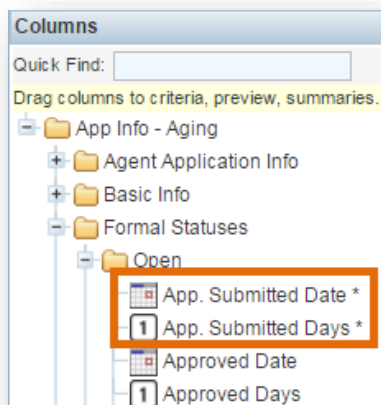 Columns
Quick Find:
Drag columns to criteria, preview, summaries.
App Info - Aging
Agent Application Info
Basic Info
Formal Statuses
Open
App. Submitted Date *
1 App. Submitted Days *
Approved Date
1 Approved Days